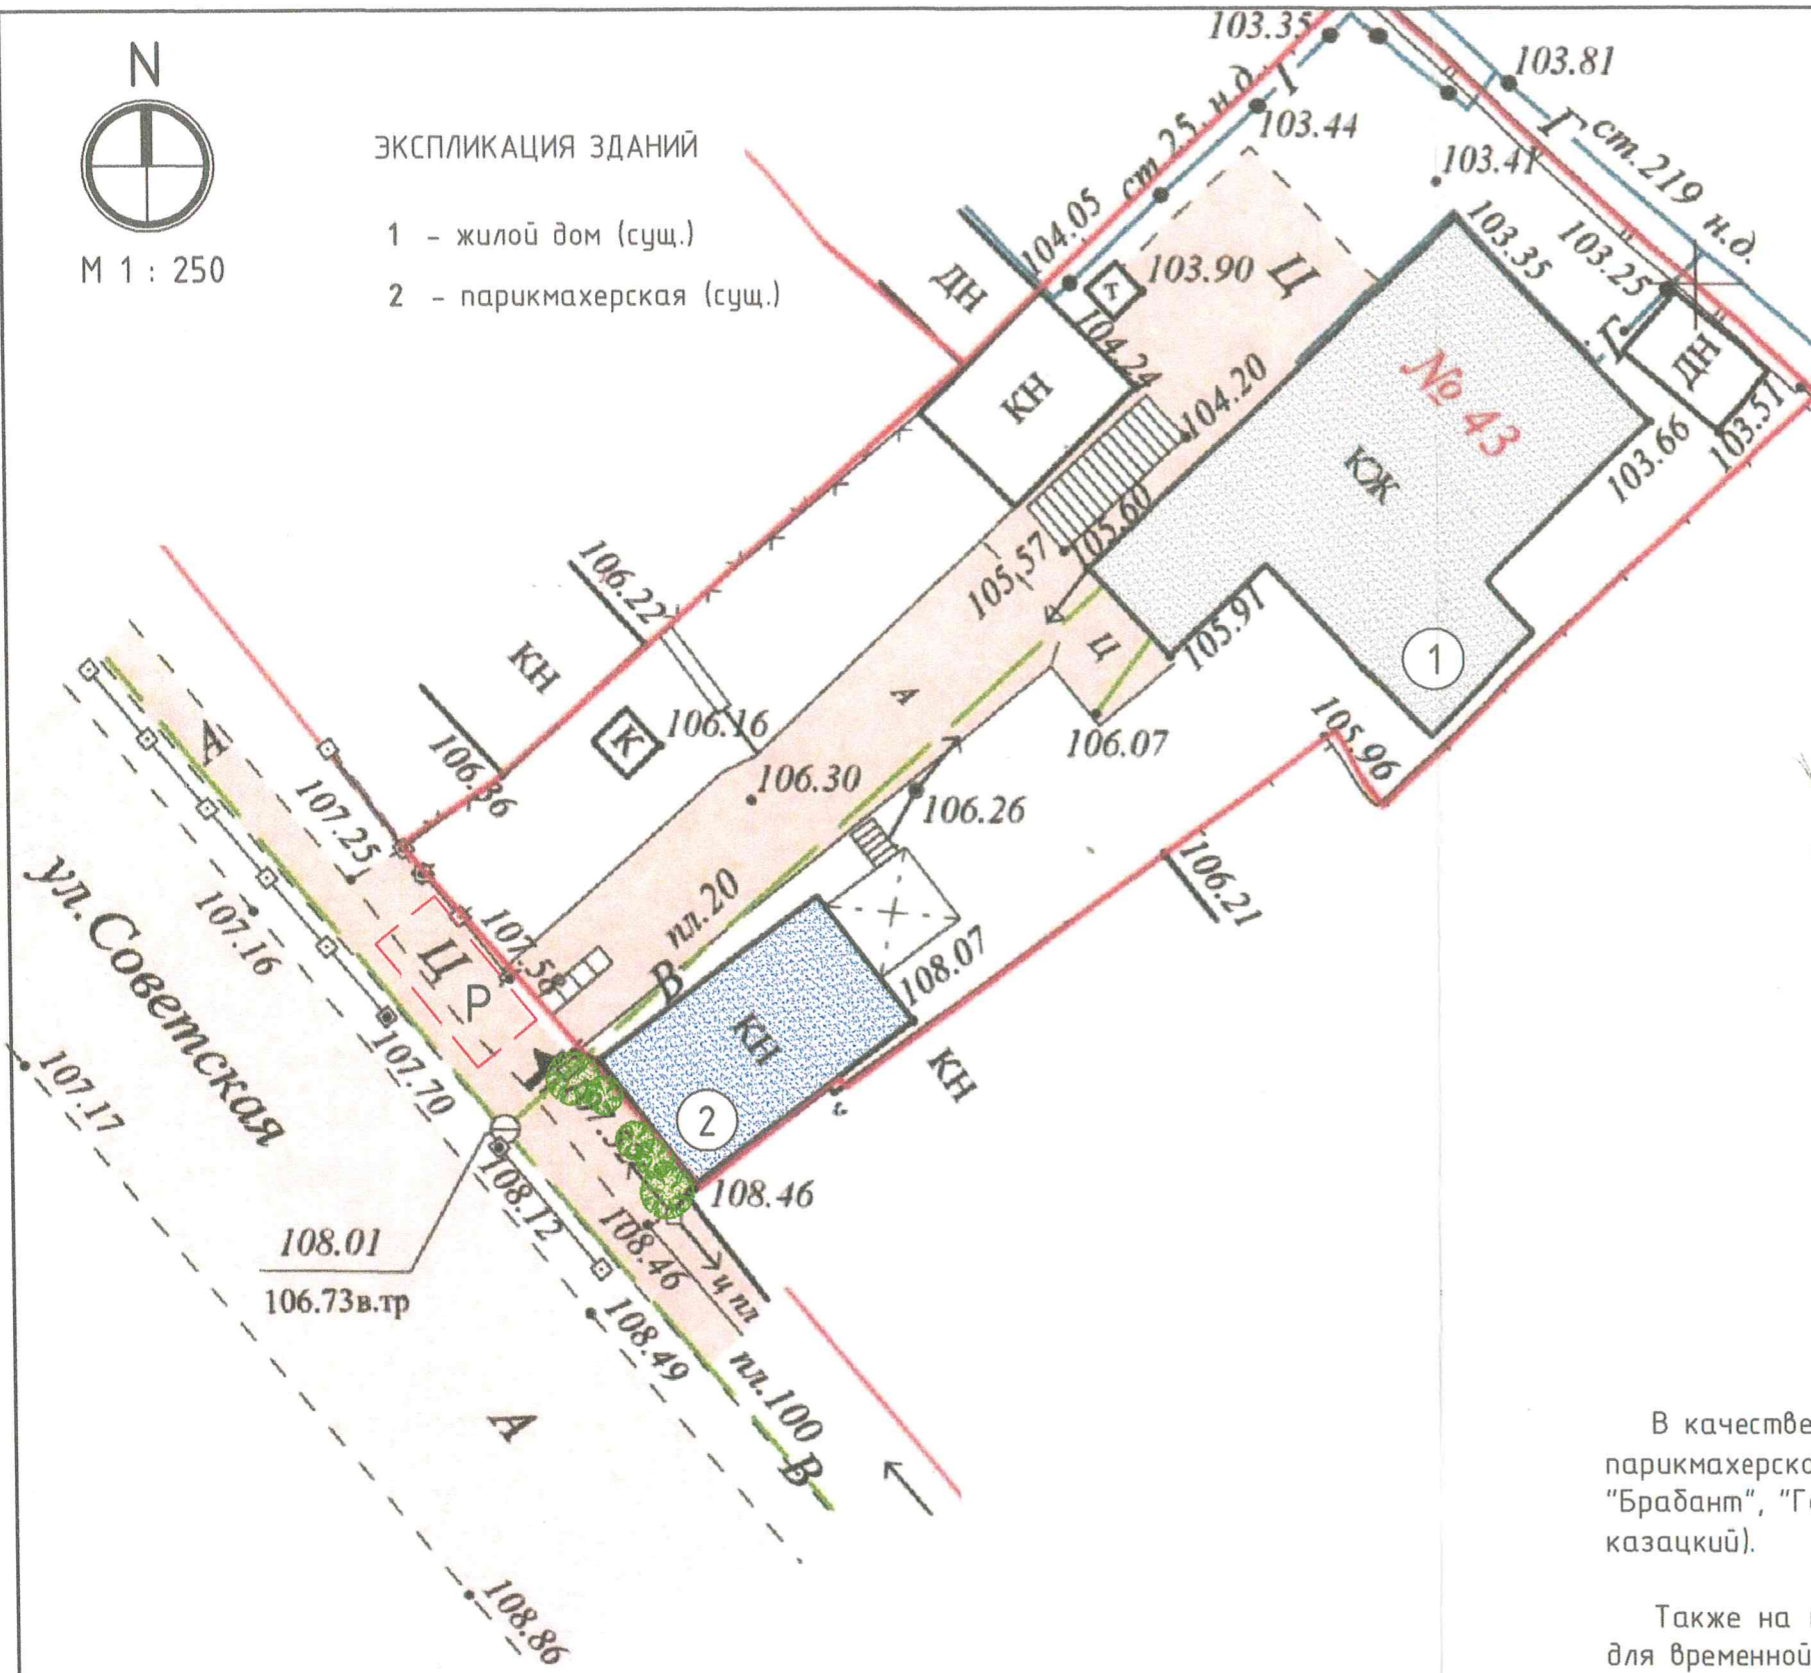 N
М 1 : 250
ЭКСПЛИКАЦИЯ ЗДАНИЙ
1 - жилой дом (сущ.)
2 - парикмахерская (сущ.)
103.35
103.81
ст.25 н.д.
Г
103.44
Г
ст.219 н.д.
103.41
104.05
103.90
Ц
103.35
103.25
ДН
104.24
104.20
№ 43
Г
ДН
КН
КЖ
103.66
103.51
105.60
105,57
106.22
105.91
Ц
1
КН
А
К
106.16
106.07
105.96
106.36
106.30
106.26
А
107.25
106.21
ул.Советская
107.16
пл.20
107.58
Ц
Р
В
108.07
КН
КН
107.17
107.70
2
108.46
108.12
108.46
108.01
106.73в.тр
ц пл
108.49
пл.100
А
В
108.86
В качестве
парикмахерско
"Брабант", "Г
казацкий).
Также на
для временной